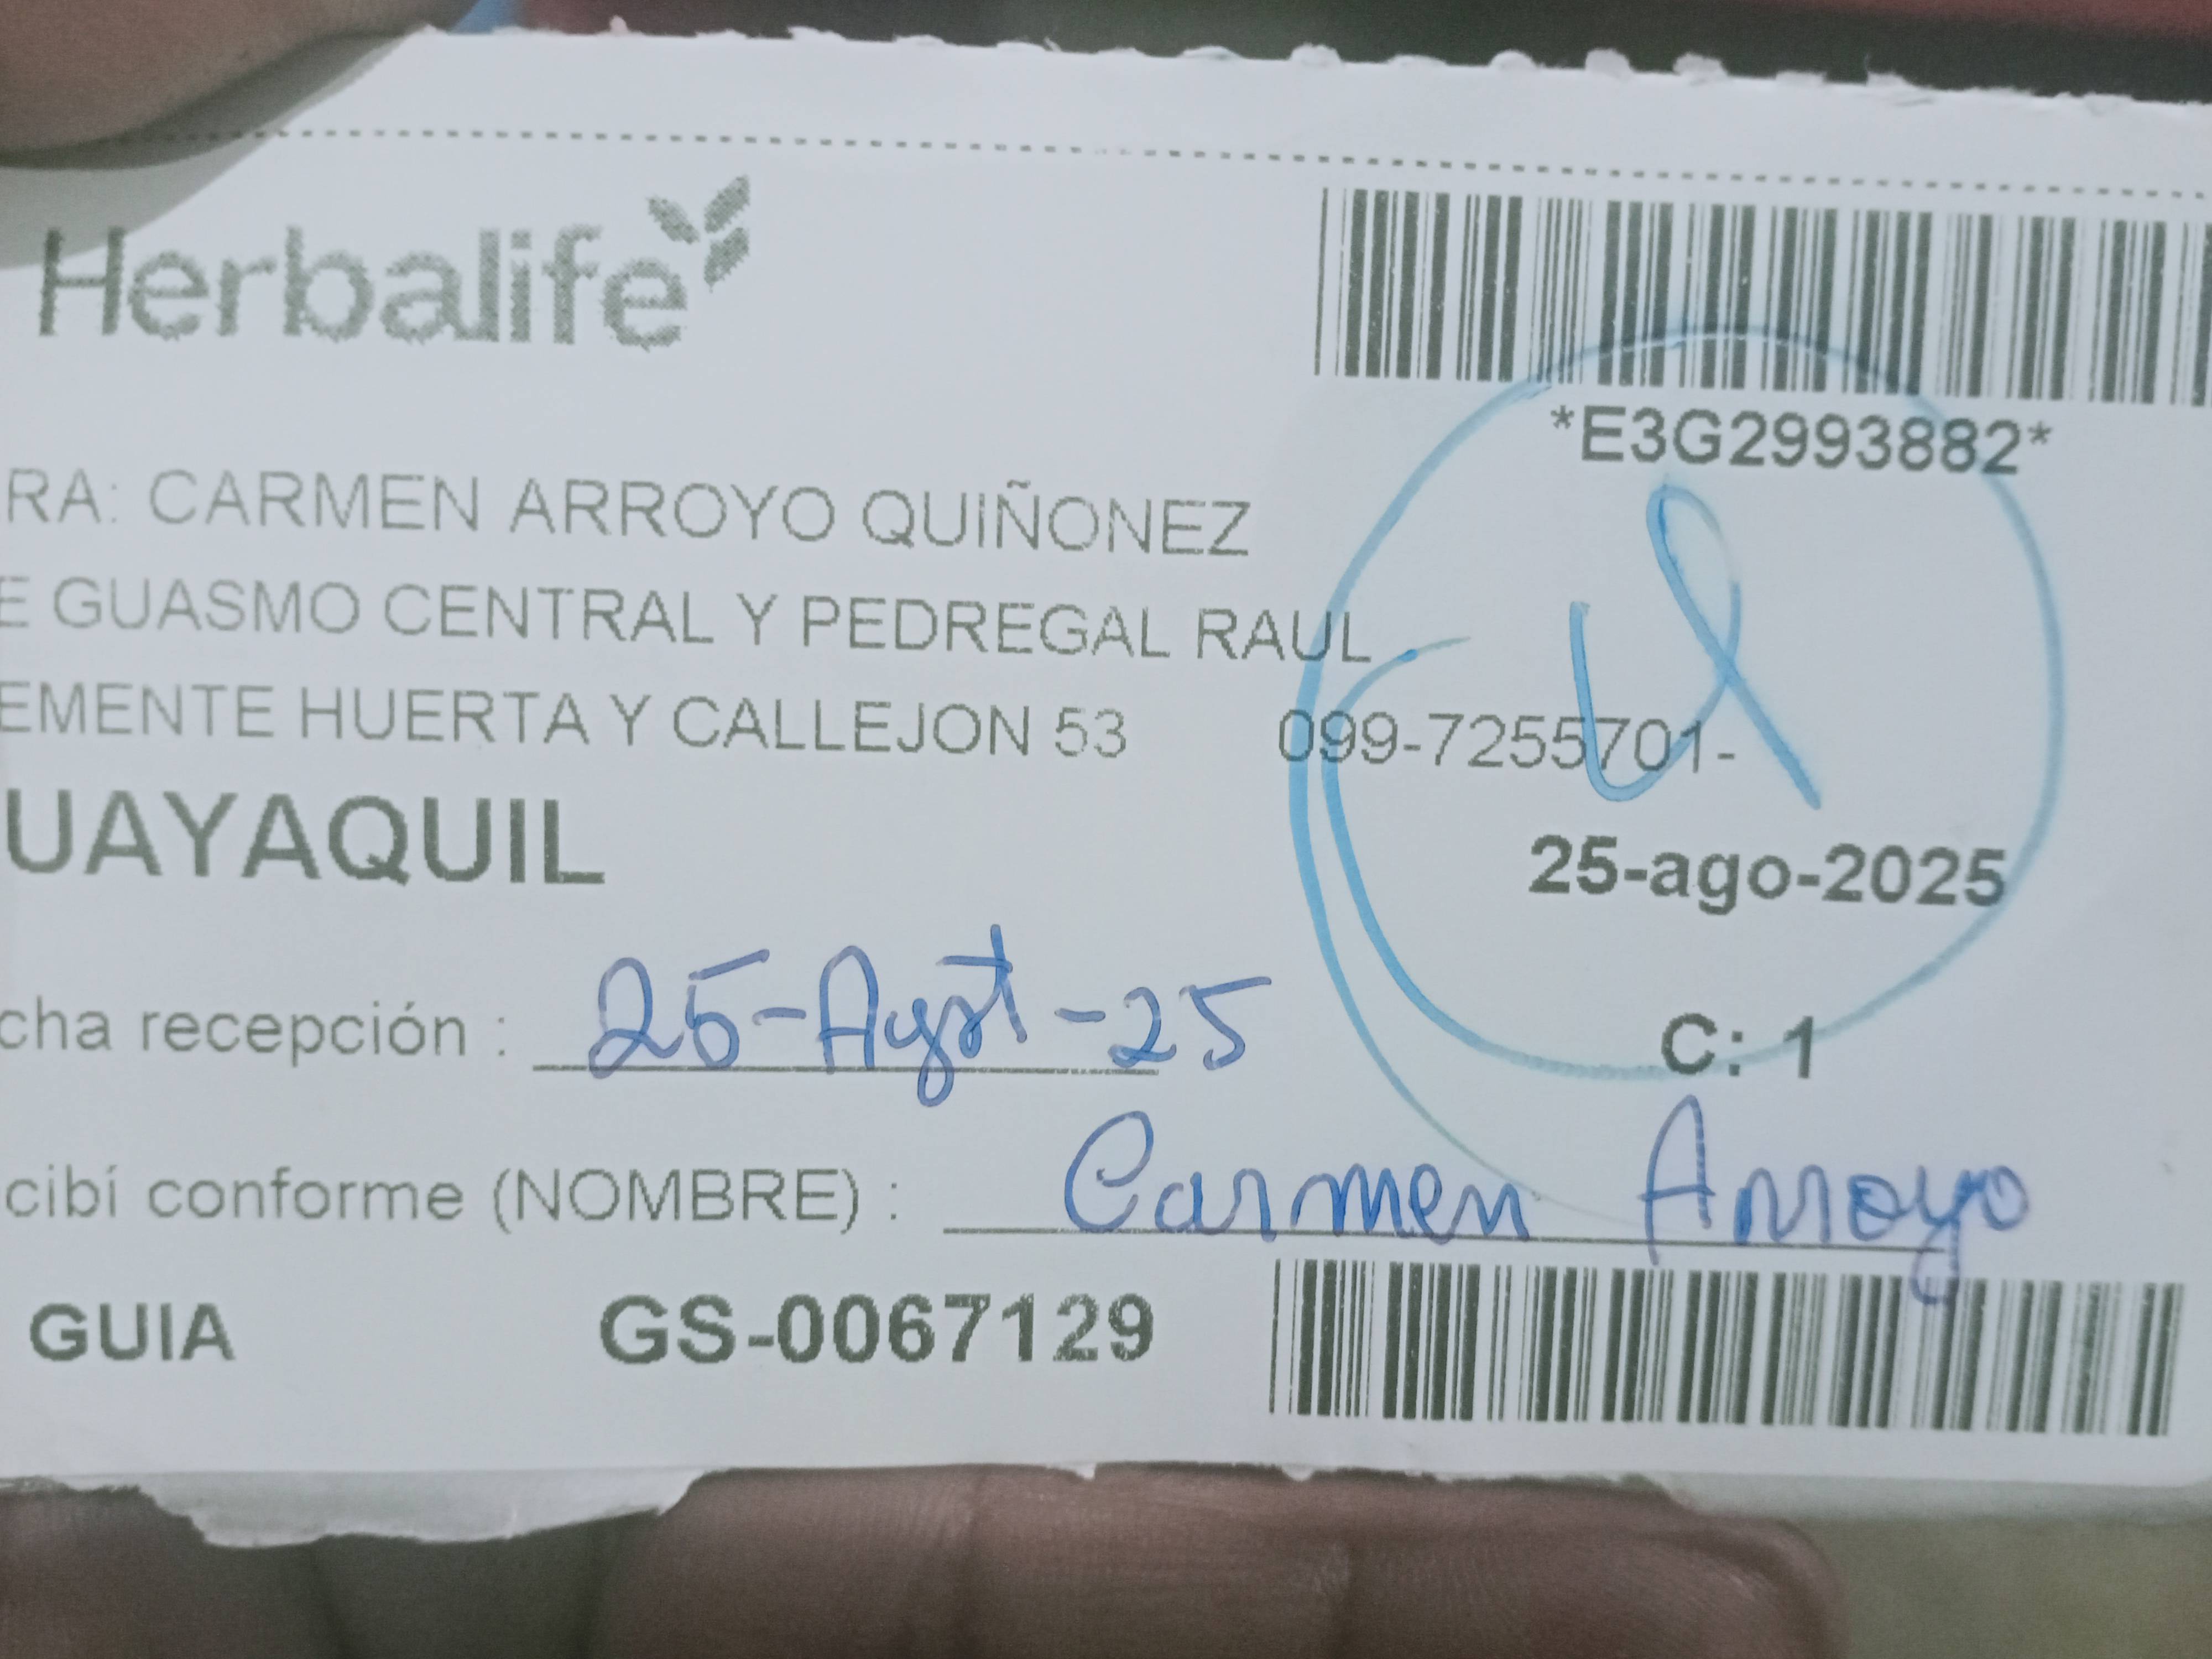 Herbalife
*E3G2993882*
RA: CARMEN ARROYO QUIÑONEZ
E GUASMO CENTRAL Y PEDREGAL RAUL
EMENTE HUERTA Y CALLEJON 53 099-7255701-
UAYAQUIL
25-ago-2025
cha recepción : 25-Agst-25
C: 1
cibí conforme (NOMBRE) : Carmen Arroyo
GUIA GS-0067129